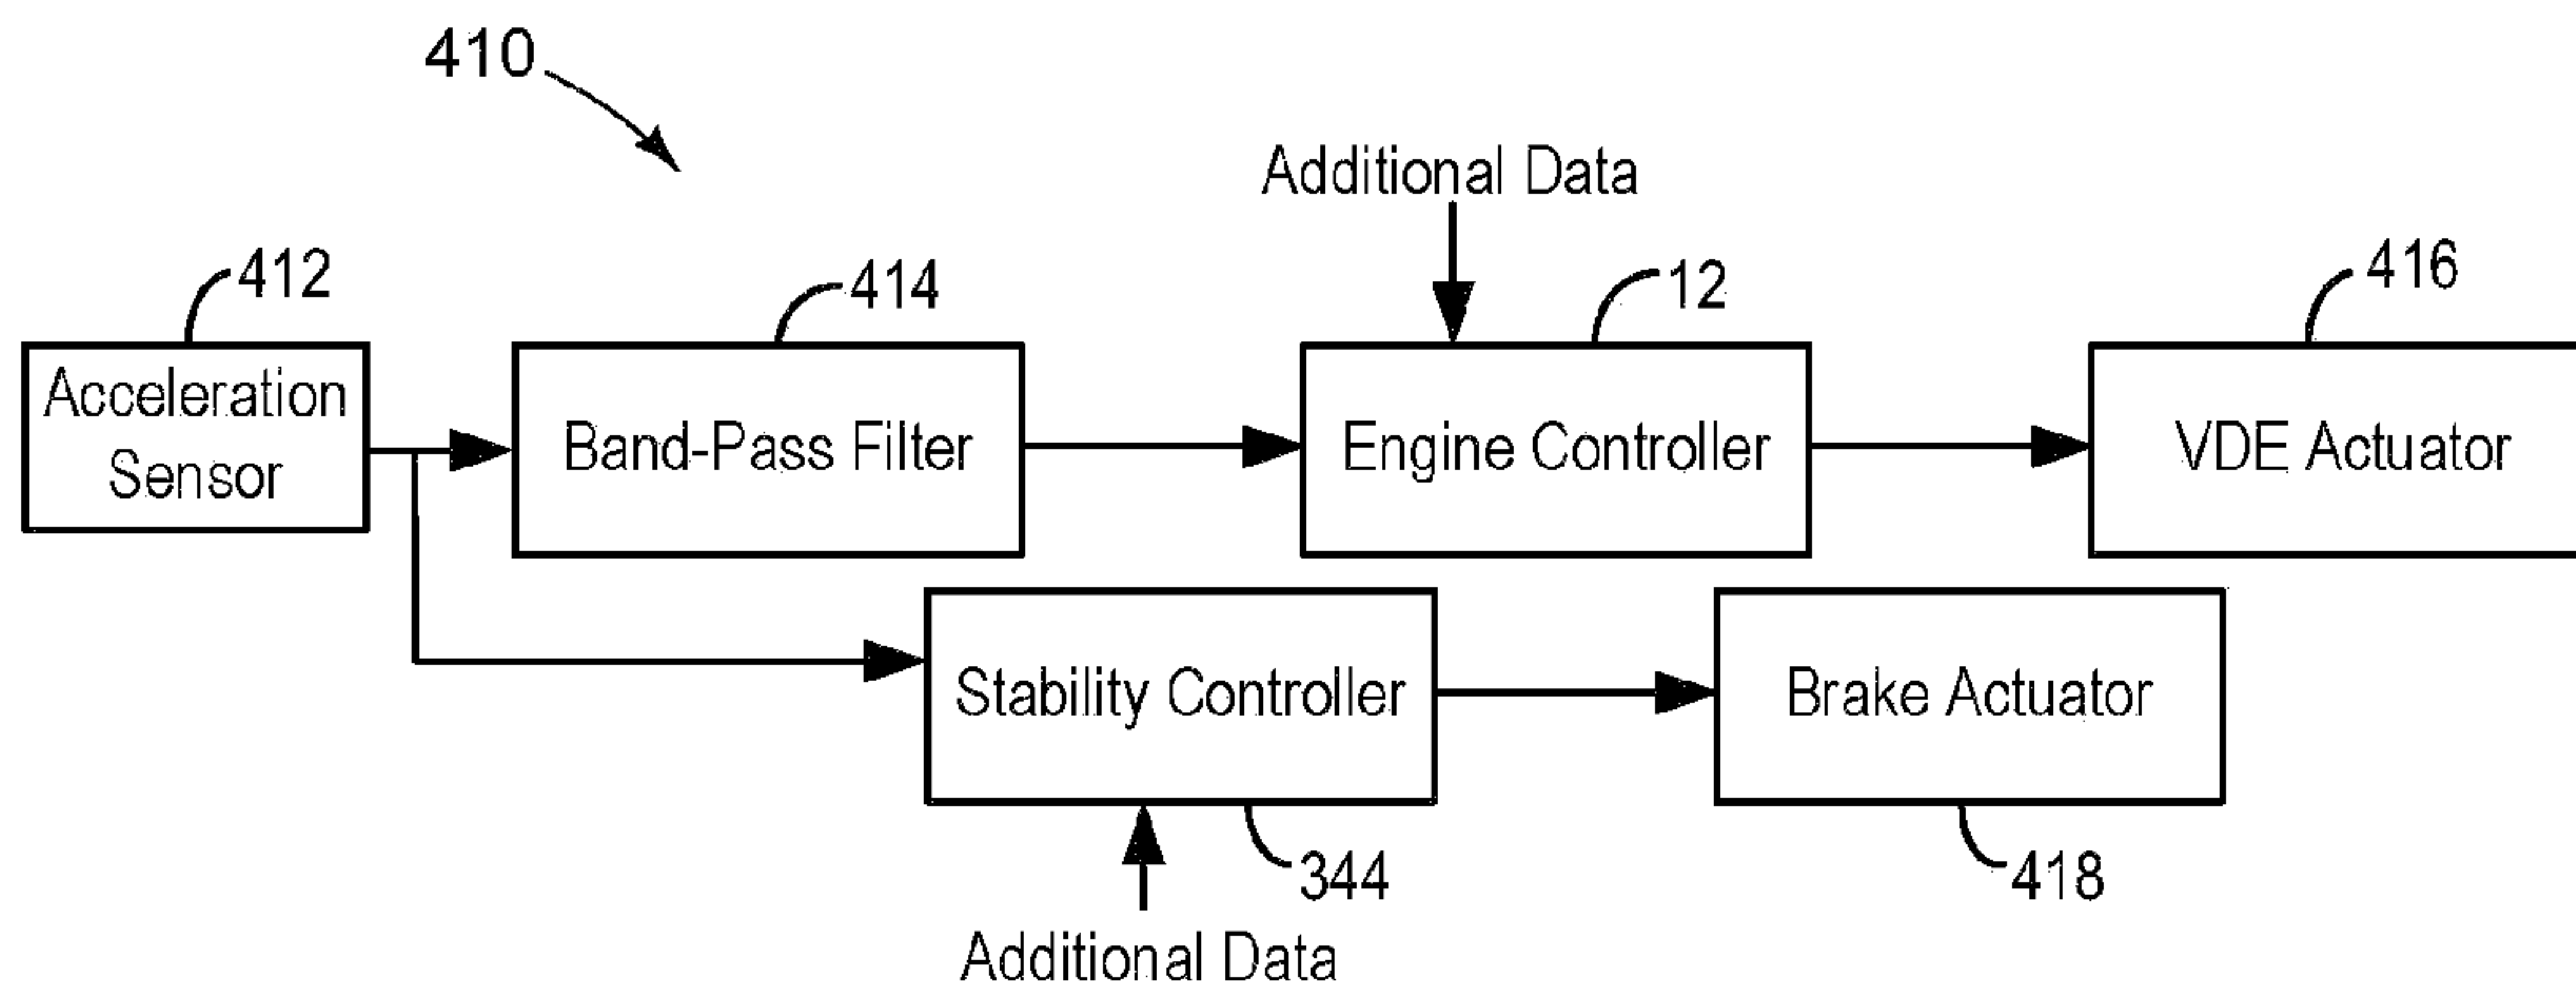 410
Additional Data
412
414
12
416
Acceleration
Sensor
Band-Pass Filter
Engine Controller
VDE Actuator
Stability Controller
Brake Actuator
344
418
Additional Data